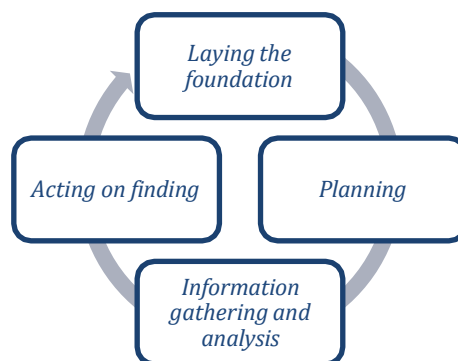 Laying the
foundation
Acting on finding
Planning
Information
gathering and
analysis